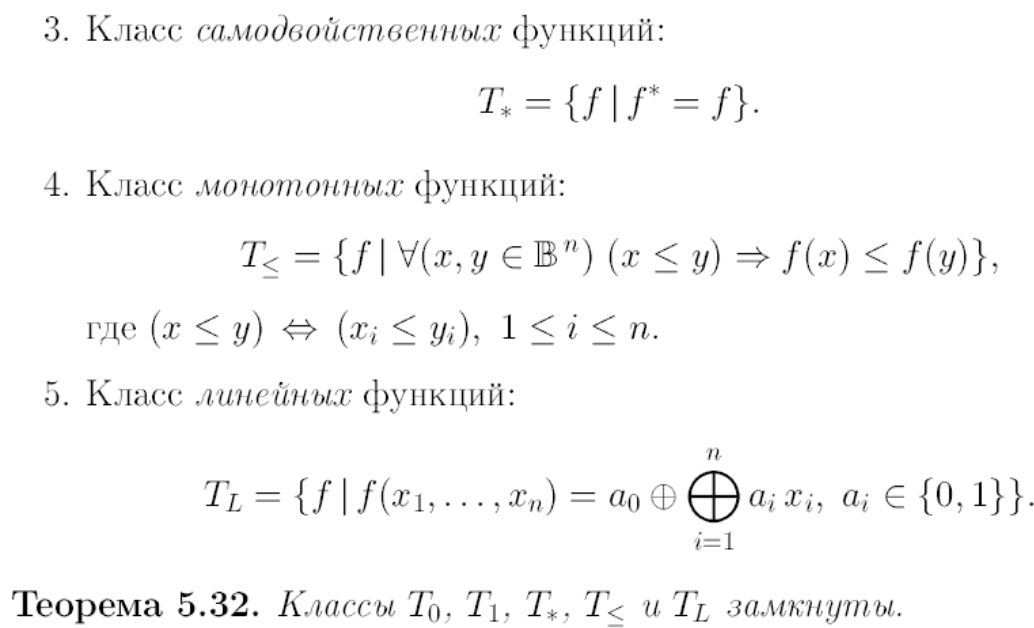 3. Класс самодвойственных функций:
T_* = {f | f^* = f}.
4. Класс монотонных функций:
T_≤ = {f | ∀(x, y ∈ 𝔹^n) (x ≤ y) ⇒ f(x) ≤ f(y)},
где (x ≤ y) ⇔ (x_i ≤ y_i), 1 ≤ i ≤ n.
5. Класс линейных функций:
T_L = {f | f(x_1, . . . , x_n) = a_0 ⊕ ⨁_{i=1}^{n} a_i x_i, a_i ∈ {0, 1}}.
Теорема 5.32. Классы T_0, T_1, T_*, T_≤ и T_L замкнуты.